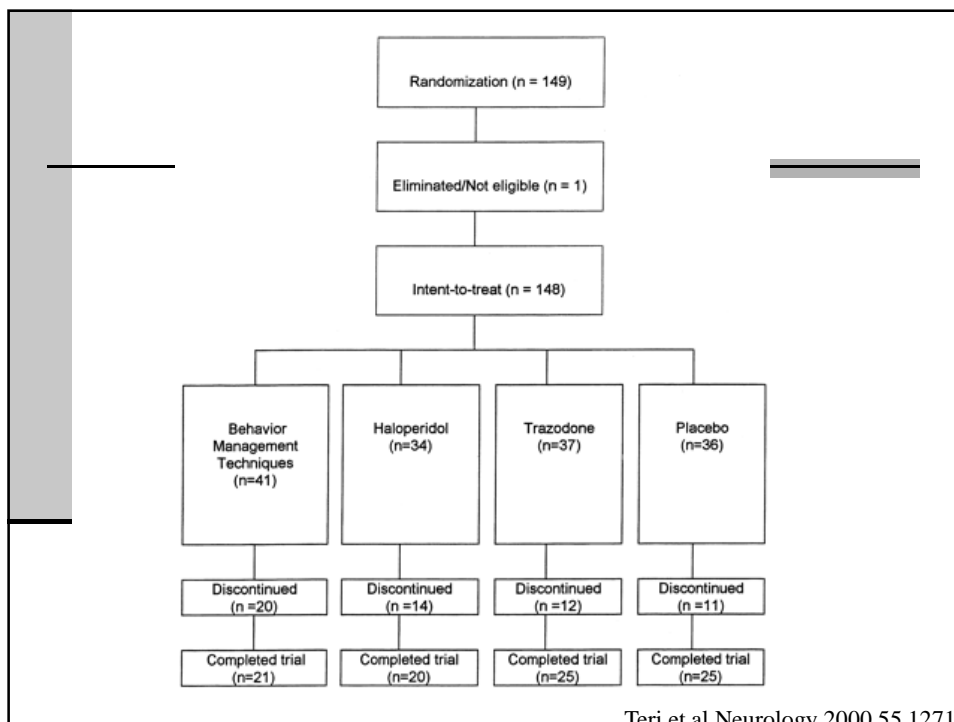 Randomization (n = 149)
Eliminated/Not eligible (n = 1)
Intent-to-treat (n = 148)
Behavior
Management
Techniques
(n=41)
Haloperidol
(n=34)
Trazodone
(n=37)
Placebo
(n=36)
Discontinued
(n =20)
Discontinued
(n =14)
Discontinued
(n =12)
Discontinued
(n =11)
Completed trial
(n=21)
Completed trial
(n=20)
Completed trial
(n=25)
Completed trial
(n=25)
Teri et al Neurology 2000 55 1271